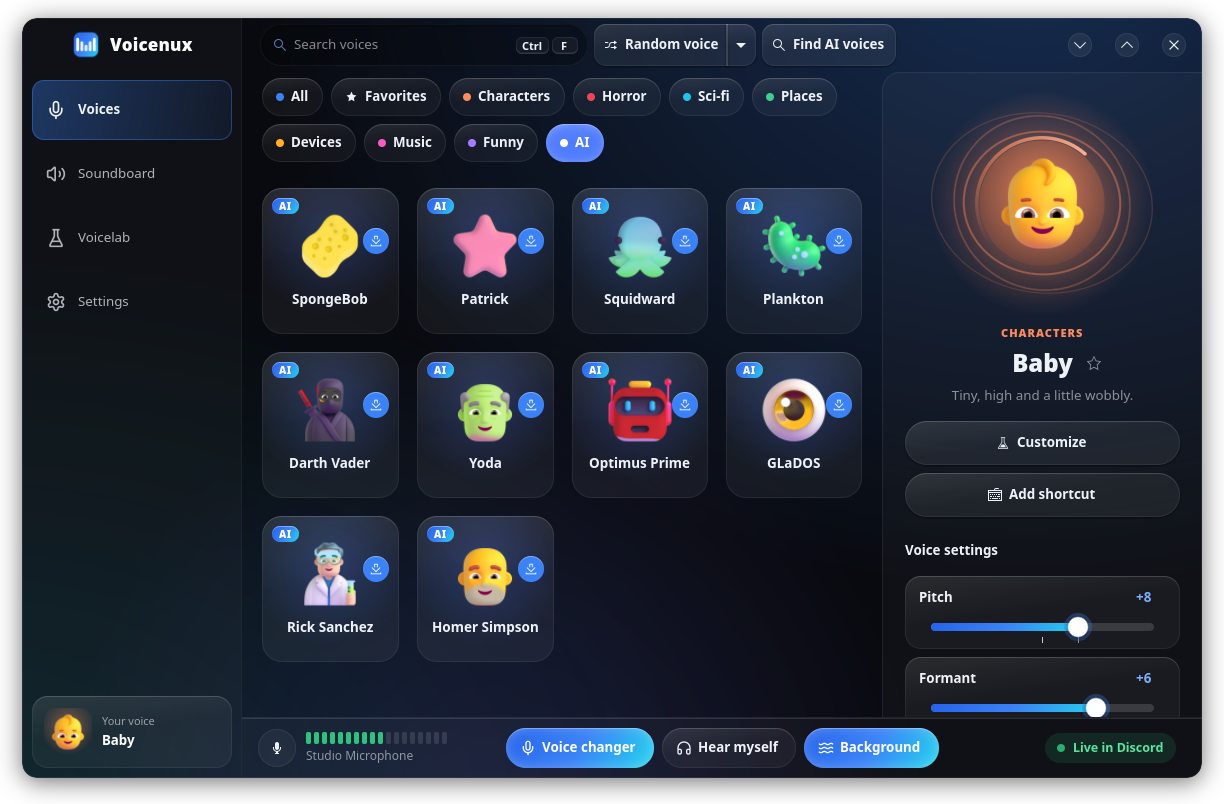 Voicenux
Search voices
Ctrl
F
Random voice
Find AI voices
Voices
Soundboard
Voicelab
Settings
All
Favorites
Characters
Horror
Sci-fi
Places
Devices
Music
Funny
AI
AI
SpongeBob
AI
Patrick
AI
Squidward
AI
Plankton
AI
Darth Vader
AI
Yoda
AI
Optimus Prime
AI
GLaDOS
AI
Rick Sanchez
AI
Homer Simpson
CHARACTERS
Baby
Tiny, high and a little wobbly.
Customize
Add shortcut
Voice settings
Pitch
+8
Formant
+6
Your voice
Baby
Studio Microphone
Voice changer
Hear myself
Background
Live in Discord